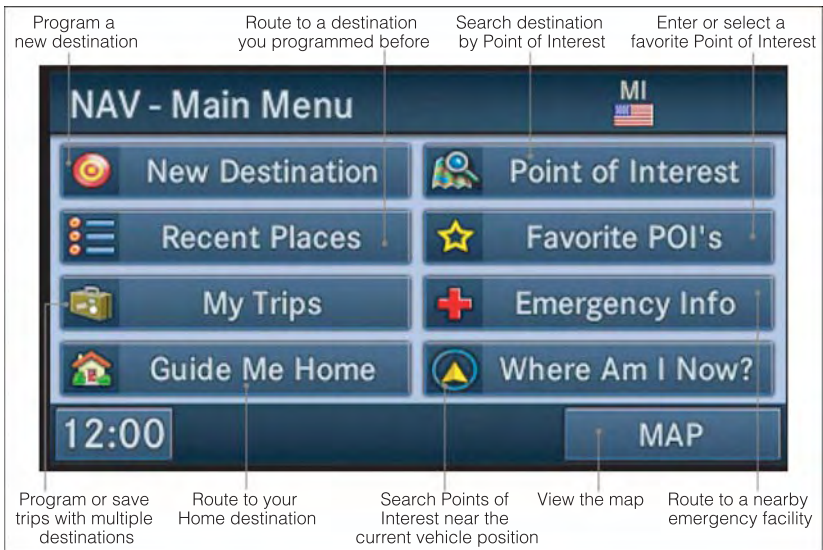 Program a
new destination
Route to a destination
you programmed before
Search destination
by Point of Interest
Enter or select a
favorite Point of Interest
NAV - Main Menu
MI
New Destination
Point of Interest
Recent Places
Favorite POI's
My Trips
Emergency Info
Guide Me Home
Where Am I Now?
12:00
MAP
Program or save
trips with multiple
destinations
Route to your
Home destination
Search Points of
Interest near the
current vehicle position
View the map
Route to a nearby
emergency facility